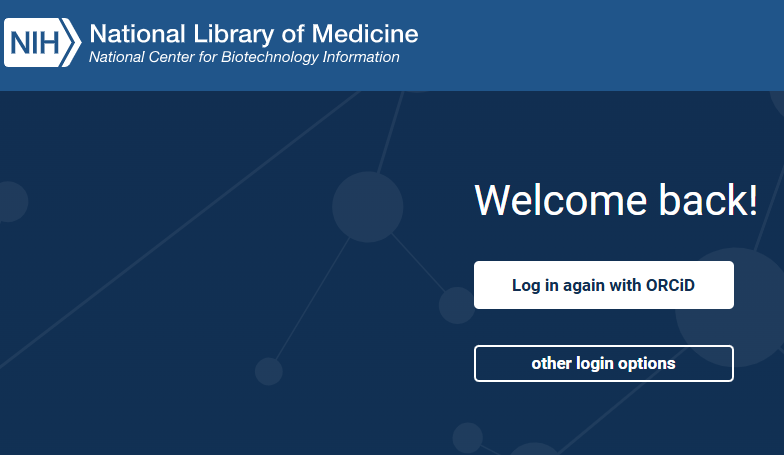 NIH
National Library of Medicine
National Center for Biotechnology Information
Welcome back!
Log in again with ORCiD
other login options